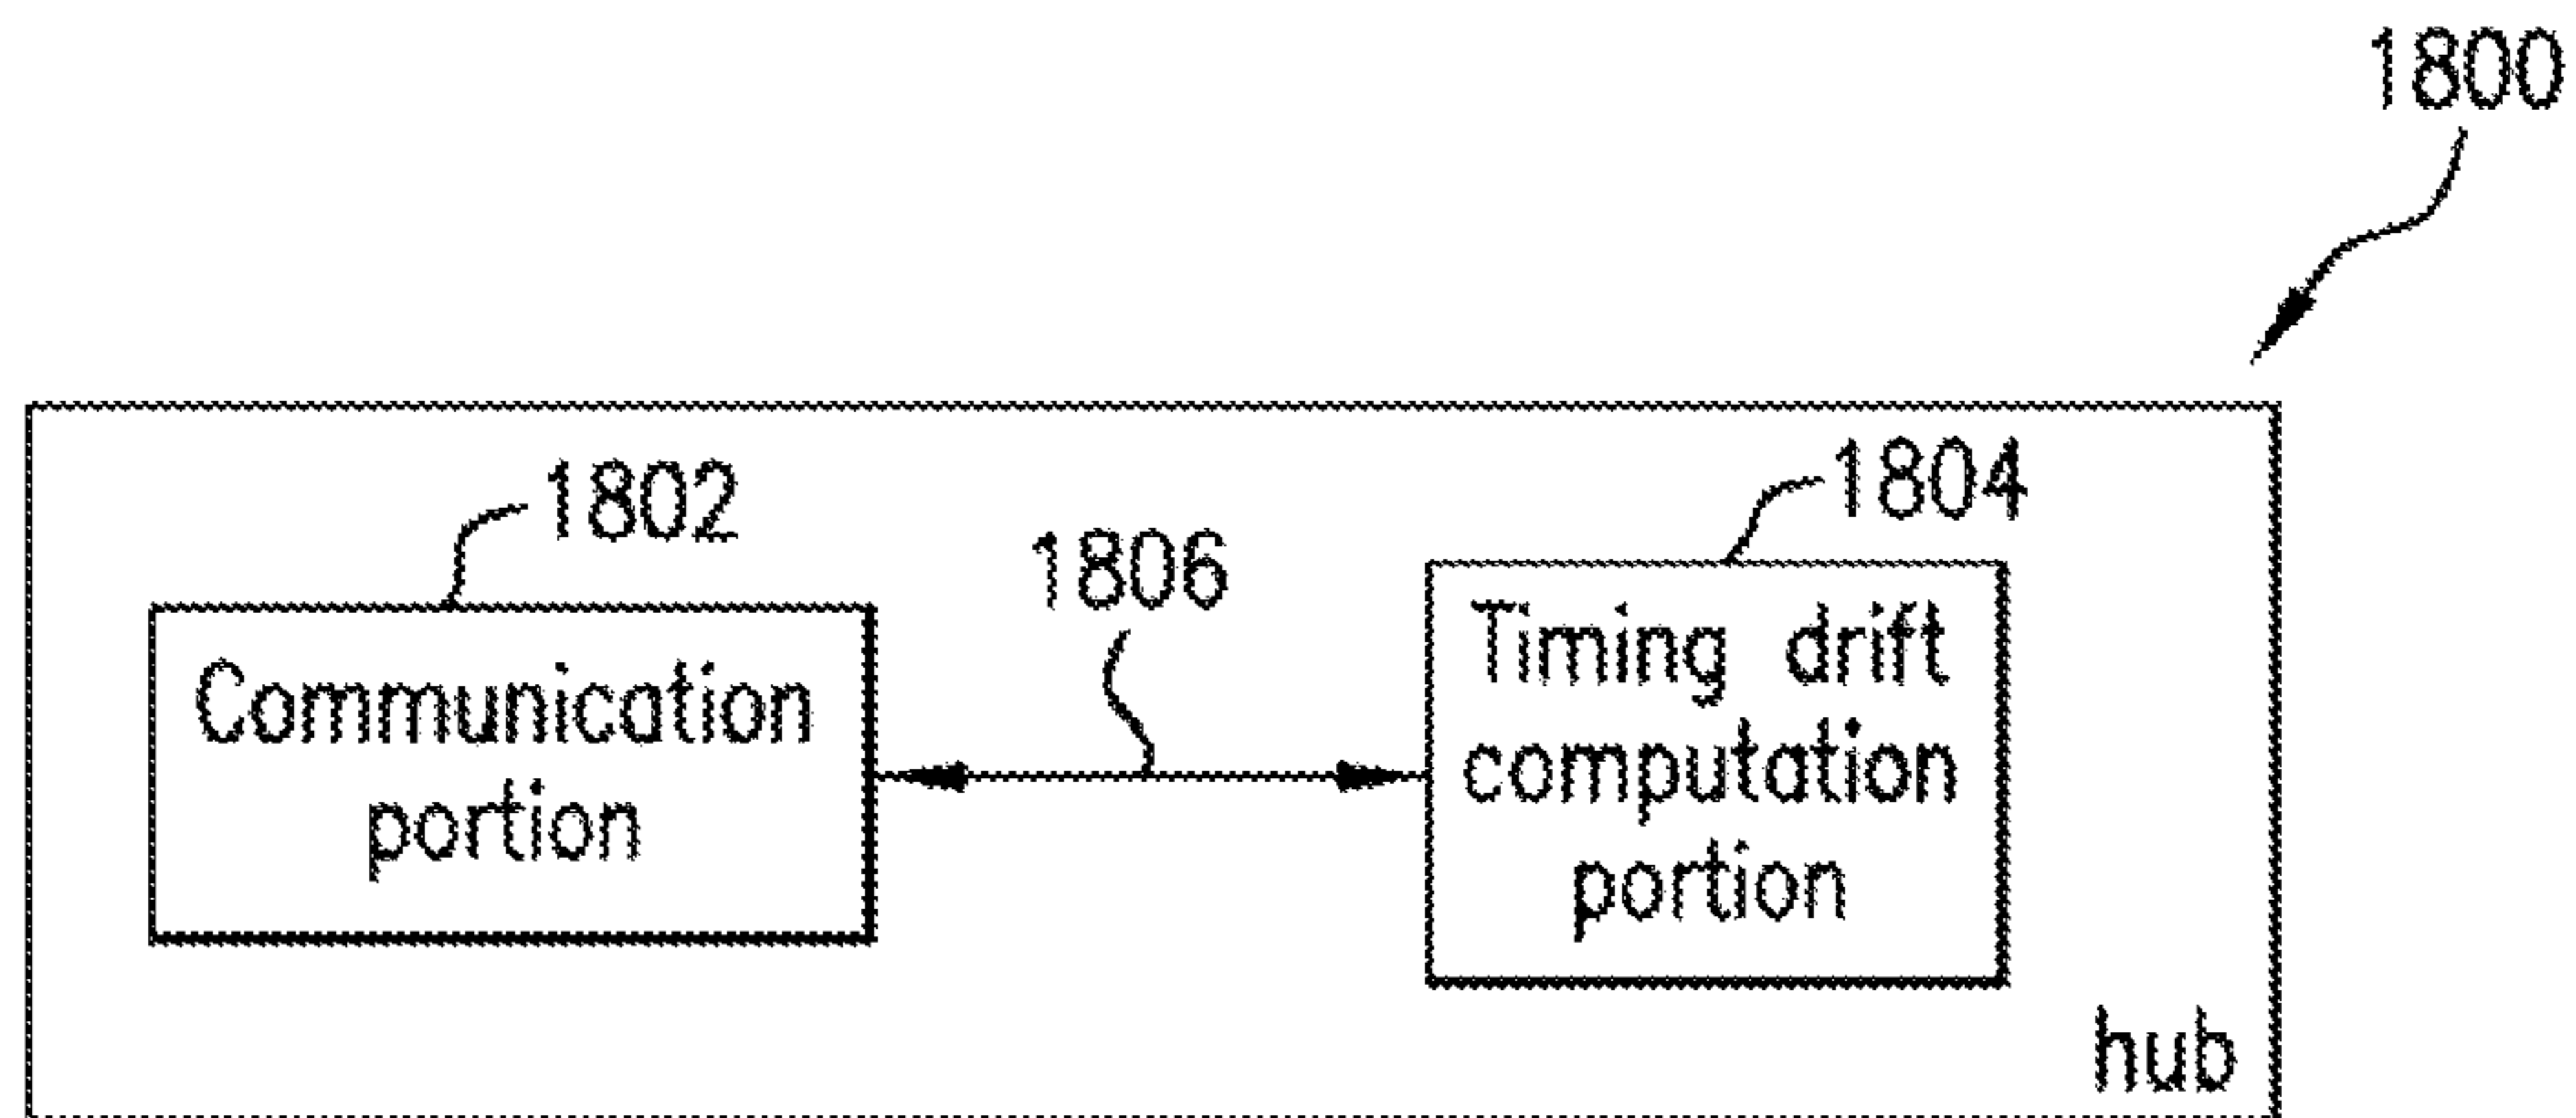 1800
1802
1804
1806
Communication
portion
Timing drift
computation
portion
hub